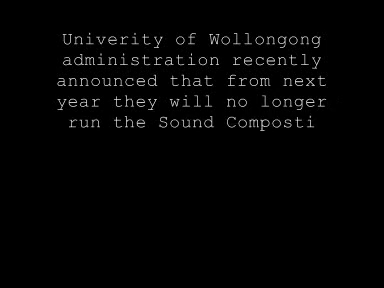 Univerity of Wollongong
administration recently
announced that from next
year they will no longer
run the Sound Composti